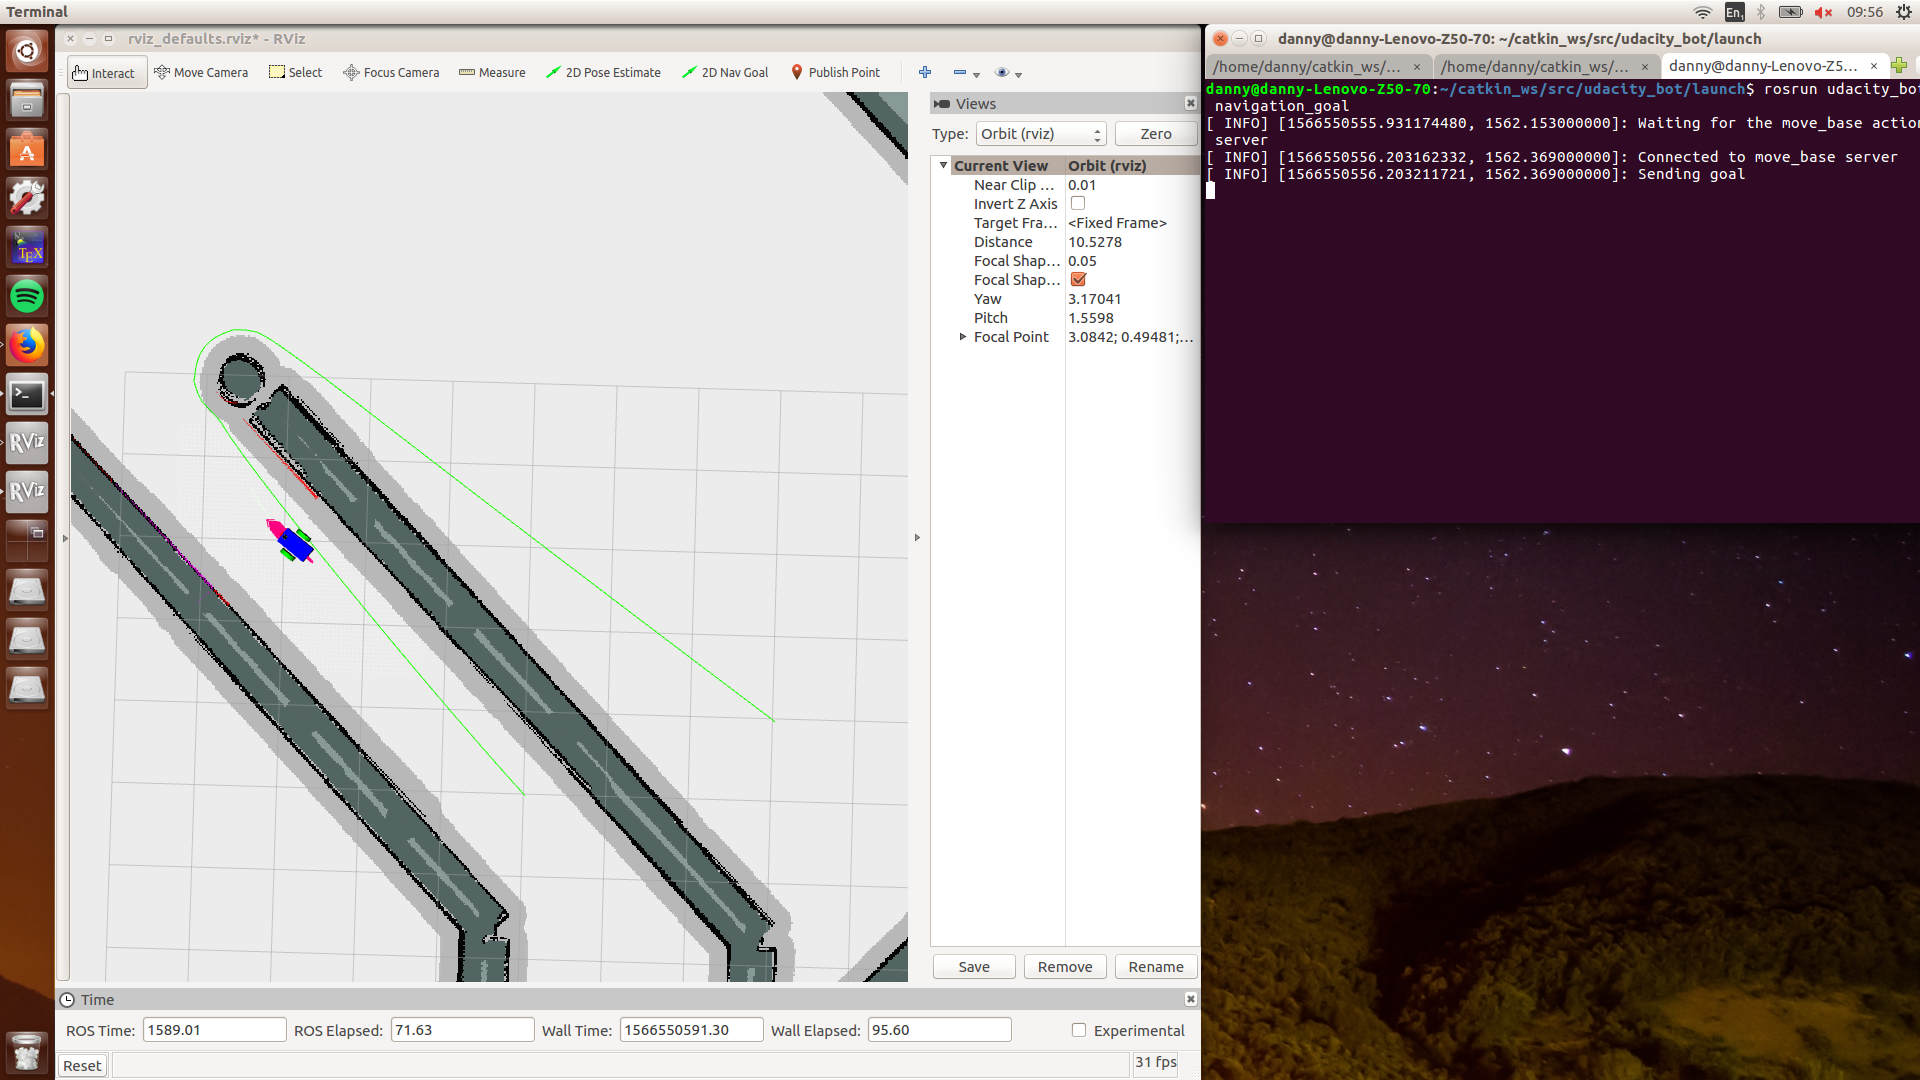 Terminal
En1
09:56
rviz_defaults.rviz* - RViz
Interact
Move Camera
Select
Focus Camera
Measure
2D Pose Estimate
2D Nav Goal
Publish Point
Views
Type:
Orbit (rviz)
Zero
Current View Orbit (rviz)
Near Clip ... 0.01
Invert Z Axis
Target Fra... <Fixed Frame>
Distance 10.5278
Focal Shap... 0.05
Focal Shap...
Yaw 3.17041
Pitch 1.5598
Focal Point 3.0842; 0.49481;...
Save
Remove
Rename
Time
ROS Time: 1589.01
ROS Elapsed: 71.63
Wall Time: 1566550591.30
Wall Elapsed: 95.60
Experimental
Reset
31 fps
danny@danny-Lenovo-Z50-70: ~/catkin_ws/src/udacity_bot/launch
/home/danny/catkin_ws/...
/home/danny/catkin_ws/...
danny@danny-Lenovo-Z5...
danny@danny-Lenovo-Z50-70:~/catkin_ws/src/udacity_bot/launch$ rosrun udacity_bot
navigation_goal
[ INFO] [1566550555.931174480, 1562.153000000]: Waiting for the move_base action
server
[ INFO] [1566550556.203162332, 1562.369000000]: Connected to move_base server
[ INFO] [1566550556.203211721, 1562.369000000]: Sending goal
TEX
RViz
RViz